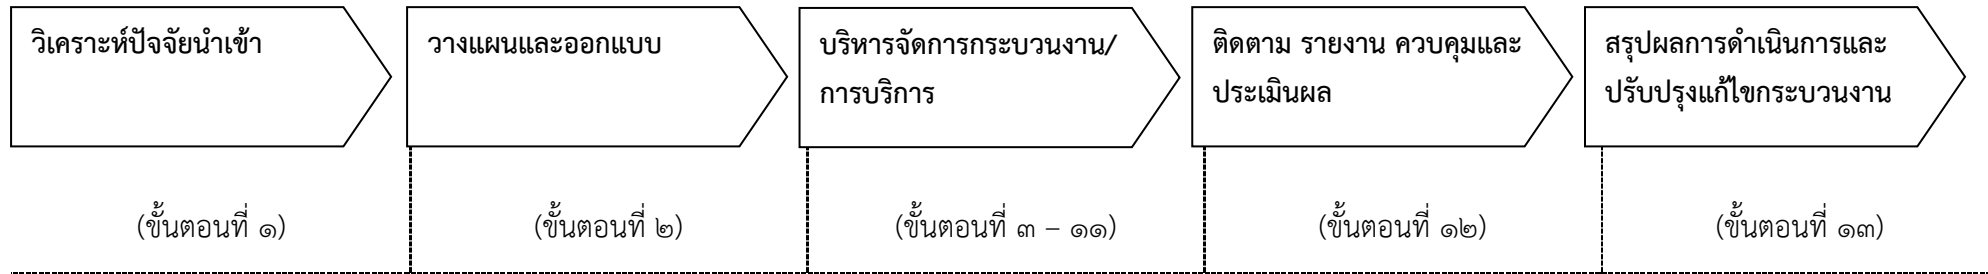 วิเคราะห์ปัจจัยนำเข้า
วางแผนและออกแบบ
บริหารจัดการกระบวนงาน/
การบริการ
ติดตาม รายงาน ควบคุมและ
ประเมินผล
สรุปผลการดำเนินการและ
ปรับปรุงแก้ไขกระบวนงาน
(ขั้นตอนที่ ๑)
(ขั้นตอนที่ ๒)
(ขั้นตอนที่ ๓ – ๑๑)
(ขั้นตอนที่ ๑๒)
(ขั้นตอนที่ ๑๓)